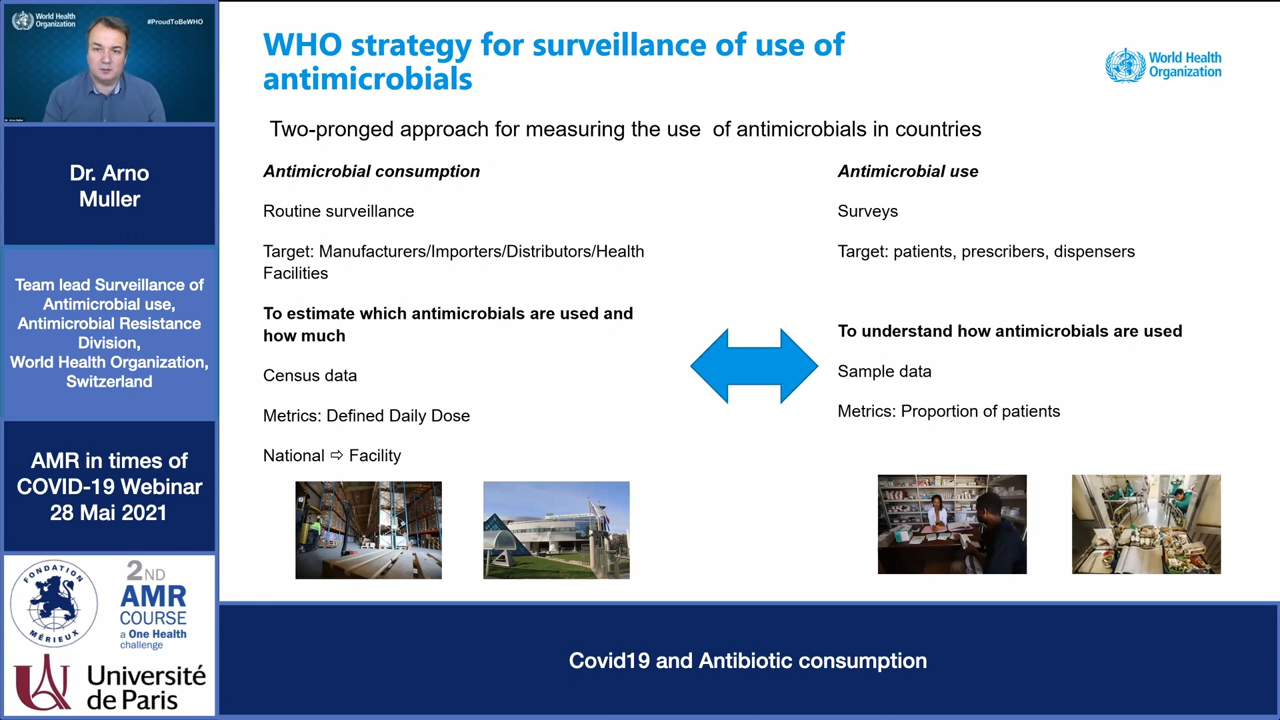 World Health
Organization
#ProudToBeWHO
Dr. Arno
Muller
Team lead Surveillance of
Antimicrobial use,
Antimicrobial Resistance
Division,
World Health Organization,
Switzerland
AMR in times of
COVID-19 Webinar
28 Mai 2021
FONDATION
MÉRIEUX
2ND
AMR
COURSE
a One Health
challenge
Université
de Paris
WHO strategy for surveillance of use of
antimicrobials
World Health
Organization
Two-pronged approach for measuring the use of antimicrobials in countries
Antimicrobial consumption
Routine surveillance
Target: Manufacturers/Importers/Distributors/Health
Facilities
To estimate which antimicrobials are used and
how much
Census data
Metrics: Defined Daily Dose
National ⇨ Facility
Antimicrobial use
Surveys
Target: patients, prescribers, dispensers
To understand how antimicrobials are used
Sample data
Metrics: Proportion of patients
Covid19 and Antibiotic consumption